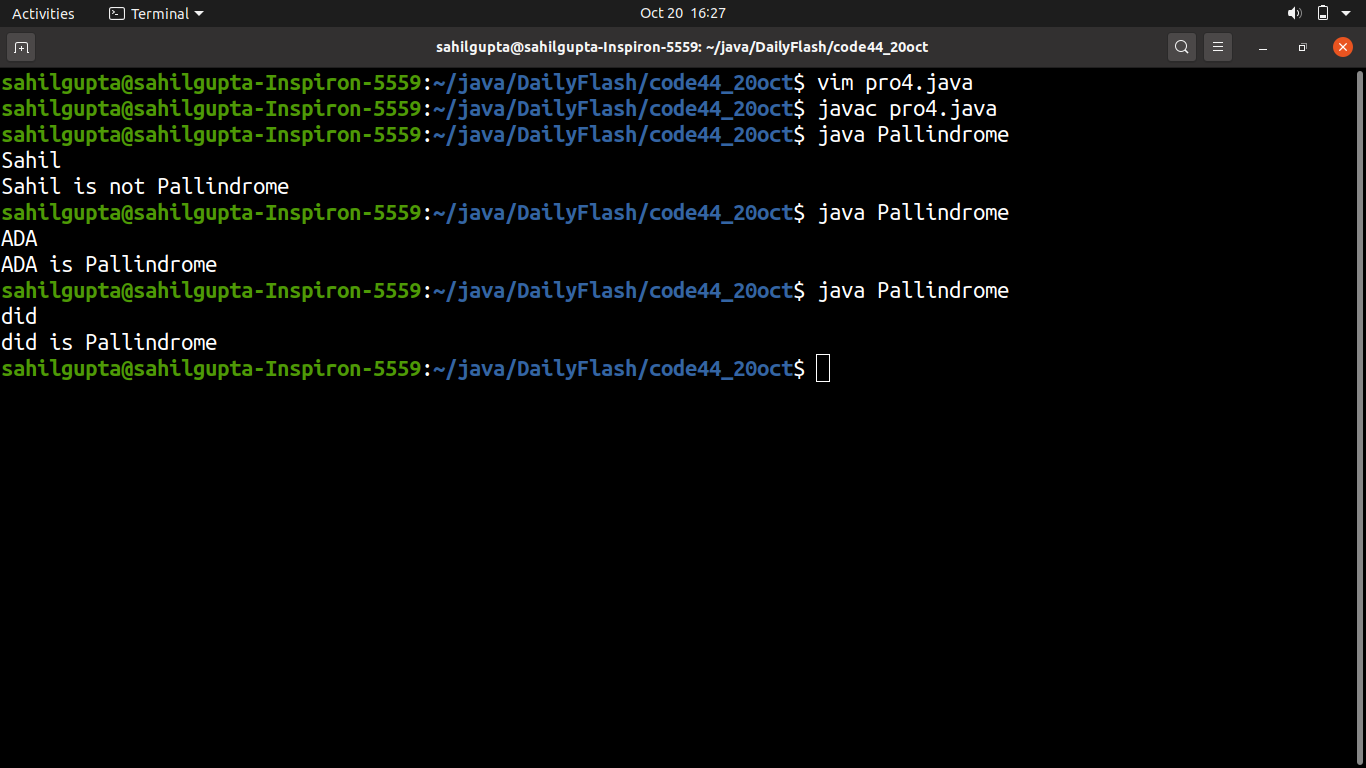 Activities Terminal Oct 20 16:27
sahilgupta@sahilgupta-Inspiron-5559: ~/java/DailyFlash/code44_20oct
sahilgupta@sahilgupta-Inspiron-5559:~/java/DailyFlash/code44_20oct$ vim pro4.java
sahilgupta@sahilgupta-Inspiron-5559:~/java/DailyFlash/code44_20oct$ javac pro4.java
sahilgupta@sahilgupta-Inspiron-5559:~/java/DailyFlash/code44_20oct$ java Pallindrome
Sahil
Sahil is not Pallindrome
sahilgupta@sahilgupta-Inspiron-5559:~/java/DailyFlash/code44_20oct$ java Pallindrome
ADA
ADA is Pallindrome
sahilgupta@sahilgupta-Inspiron-5559:~/java/DailyFlash/code44_20oct$ java Pallindrome
did
did is Pallindrome
sahilgupta@sahilgupta-Inspiron-5559:~/java/DailyFlash/code44_20oct$